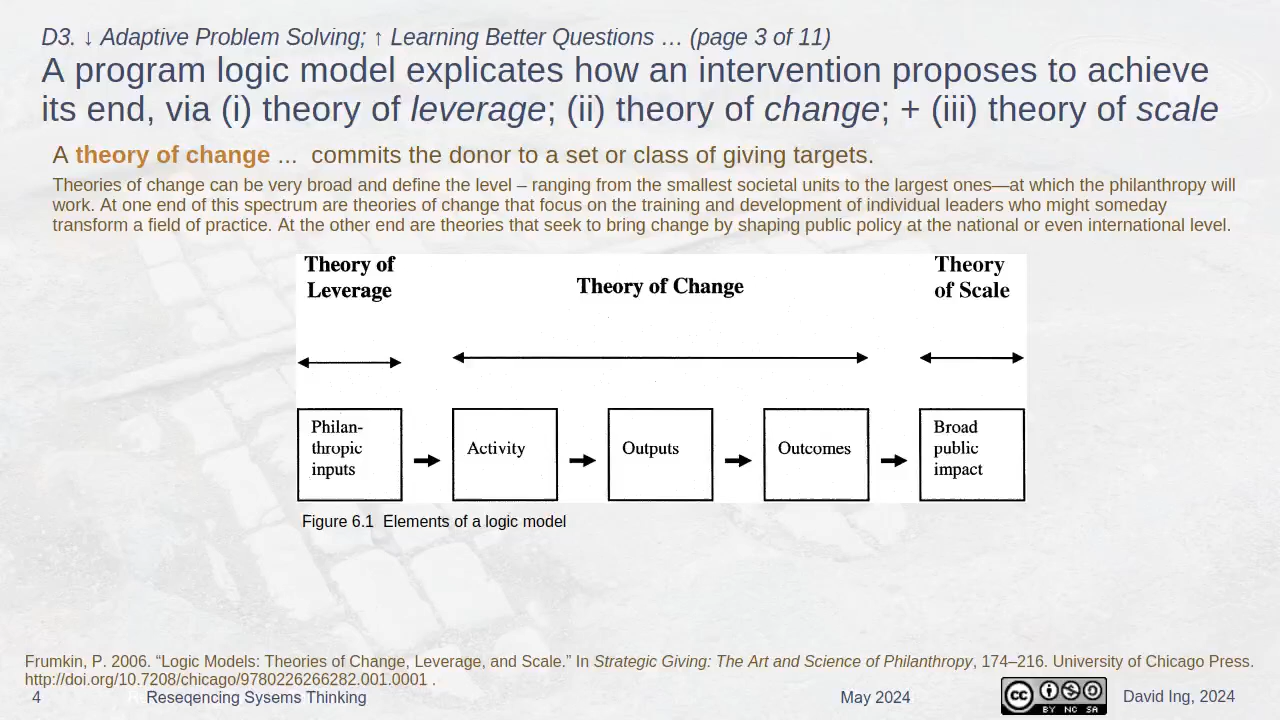 D3. ↓ Adaptive Problem Solving; ↑ Learning Better Questions … (page 3 of 11)
A program logic model explicates how an intervention proposes to achieve
its end, via (i) theory of leverage; (ii) theory of change; + (iii) theory of scale
A theory of change ... commits the donor to a set or class of giving targets.
Theories of change can be very broad and define the level – ranging from the smallest societal units to the largest ones—at which the philanthropy will
work. At one end of this spectrum are theories of change that focus on the training and development of individual leaders who might someday
transform a field of practice. At the other end are theories that seek to bring change by shaping public policy at the national or even international level.
Theory of
Leverage
Theory of Change
Theory
of Scale
Philan-
thropic
inputs
Activity
Outputs
Outcomes
Broad
public
impact
Figure 6.1 Elements of a logic model
Frumkin, P. 2006. “Logic Models: Theories of Change, Leverage, and Scale.” In Strategic Giving: The Art and Science of Philanthropy, 174–216. University of Chicago Press.
http://doi.org/10.7208/chicago/9780226266282.001.0001 .
4
Reseqencing Sysems Thinking
May 2024
cc
BY NC SA
David Ing, 2024